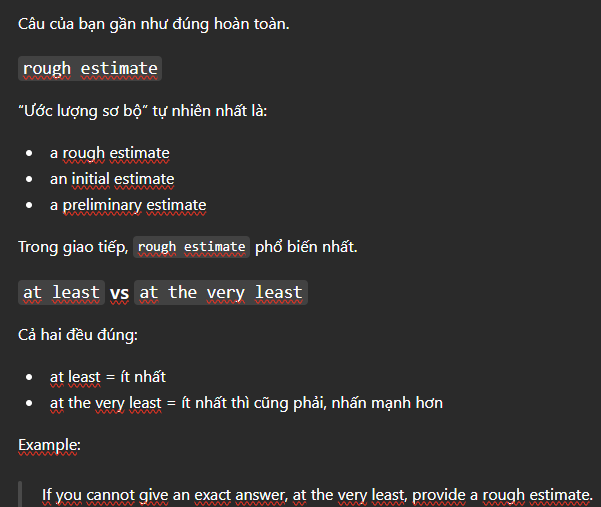 Câu của bạn gần như đúng hoàn toàn.
rough estimate
“Ước lượng sơ bộ” tự nhiên nhất là:
• a rough estimate
• an initial estimate
• a preliminary estimate
Trong giao tiếp, rough estimate phổ biến nhất.
at least vs at the very least
Cả hai đều đúng:
• at least = ít nhất
• at the very least = ít nhất thì cũng phải, nhấn mạnh hơn
Example:
If you cannot give an exact answer, at the very least, provide a rough estimate.